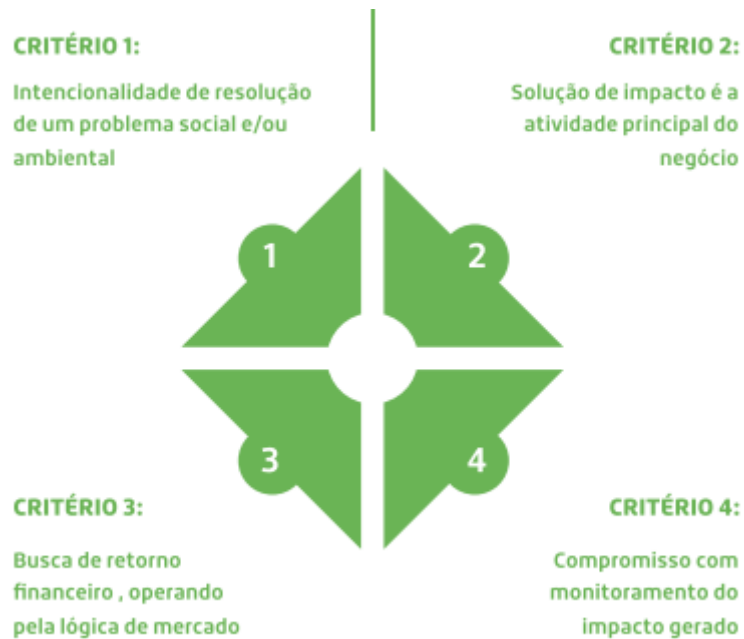 CRITÉRIO 1:
Intencionalidade de resolução
de um problema social e/ou
ambiental
CRITÉRIO 2:
Solução de impacto é a
atividade principal do
negócio
1
2
3
4
CRITÉRIO 3:
Busca de retorno
financeiro , operando
pela lógica de mercado
CRITÉRIO 4:
Compromisso com
monitoramento do
impacto gerado